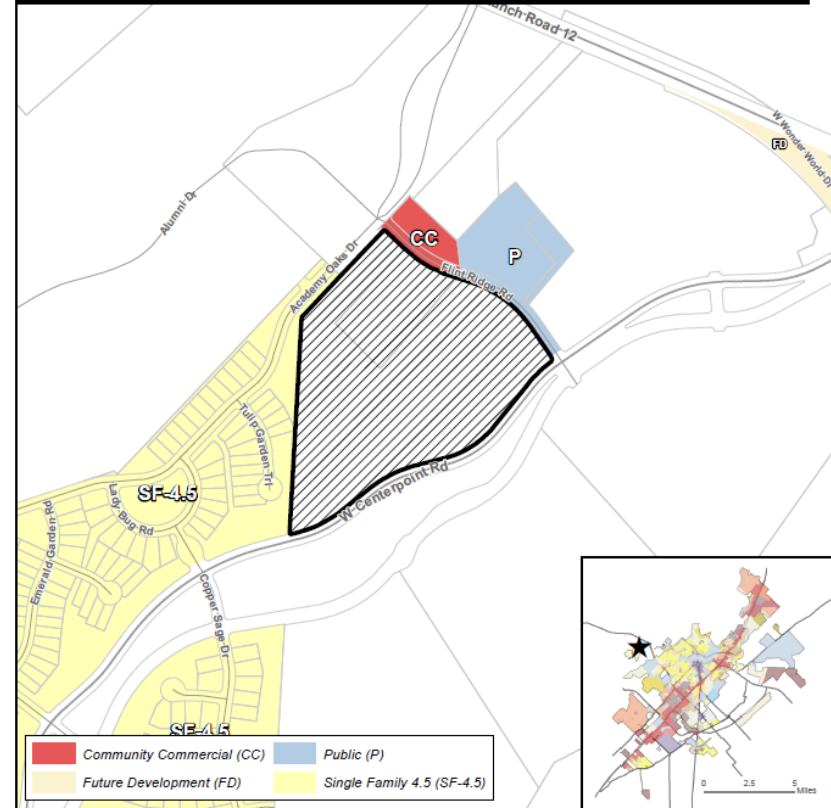 anch Road 12
W Wonder World Dr
FD
Alumni Dr
Academy Oaks Dr
CC
P
Flint Ridge Rd
Tulip Garden Trl
W Centerpoint Rd
SF-4.5
Lady Bug Rd
Emerald Garden Rd
Copper Sage Dr
SF-4.5
Community Commercial (CC)
Public (P)
Future Development (FD)
Single Family 4.5 (SF-4.5)
0 2.5 5
Miles